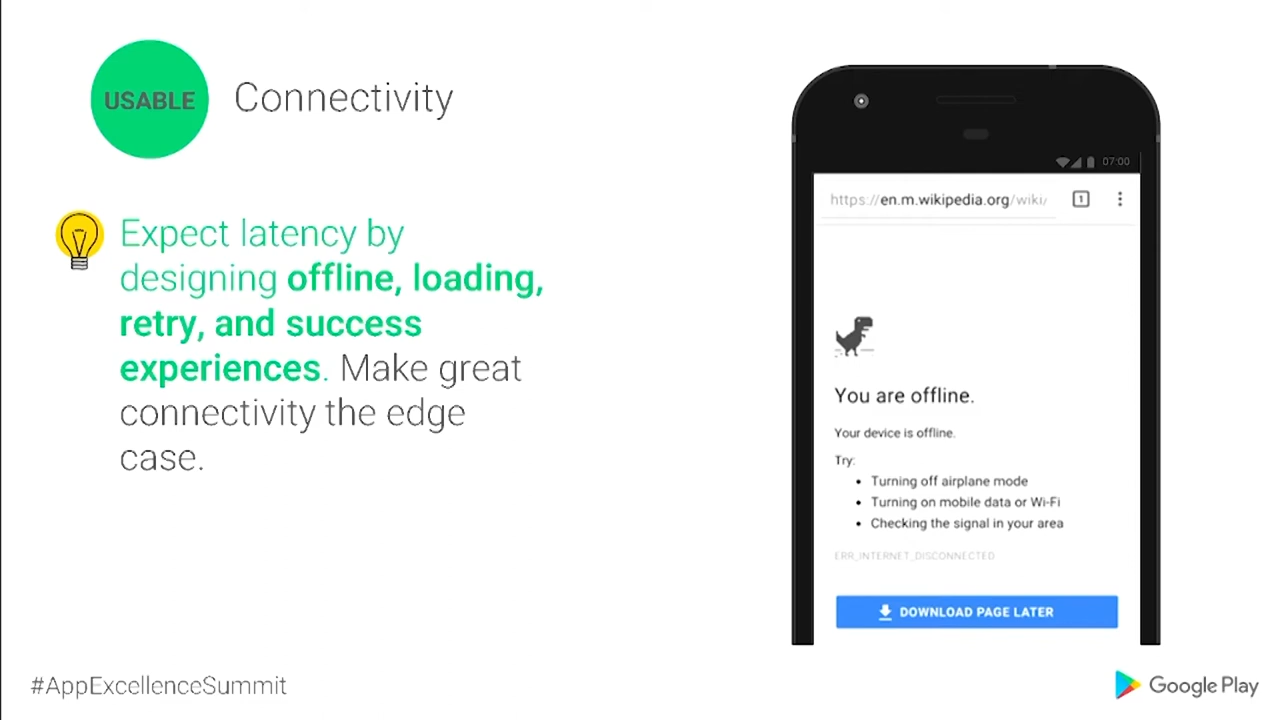 USABLE
Connectivity
Expect latency by
designing offline, loading,
retry, and success
experiences. Make great
connectivity the edge
case.
07:00
https://en.m.wikipedia.org/wiki/
1
You are offline.
Your device is offline.
Try:
• Turning off airplane mode
• Turning on mobile data or Wi-Fi
• Checking the signal in your area
ERR_INTERNET_DISCONNECTED
DOWNLOAD PAGE LATER
#AppExcellenceSummit
Google Play